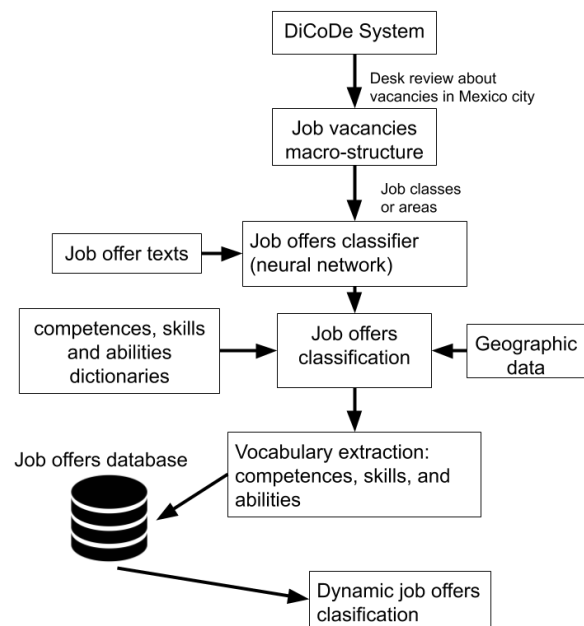 DiCoDe System
Desk review about
vacancies in Mexico city
Job vacancies
macro-structure
Job classes
or areas
Job offer texts
Job offers classifier
(neural network)
competences, skills
and abilities
dictionaries
Job offers
classification
Geographic
data
Vocabulary extraction:
competences, skills, and
abilities
Job offers database
Dynamic job offers
clasification